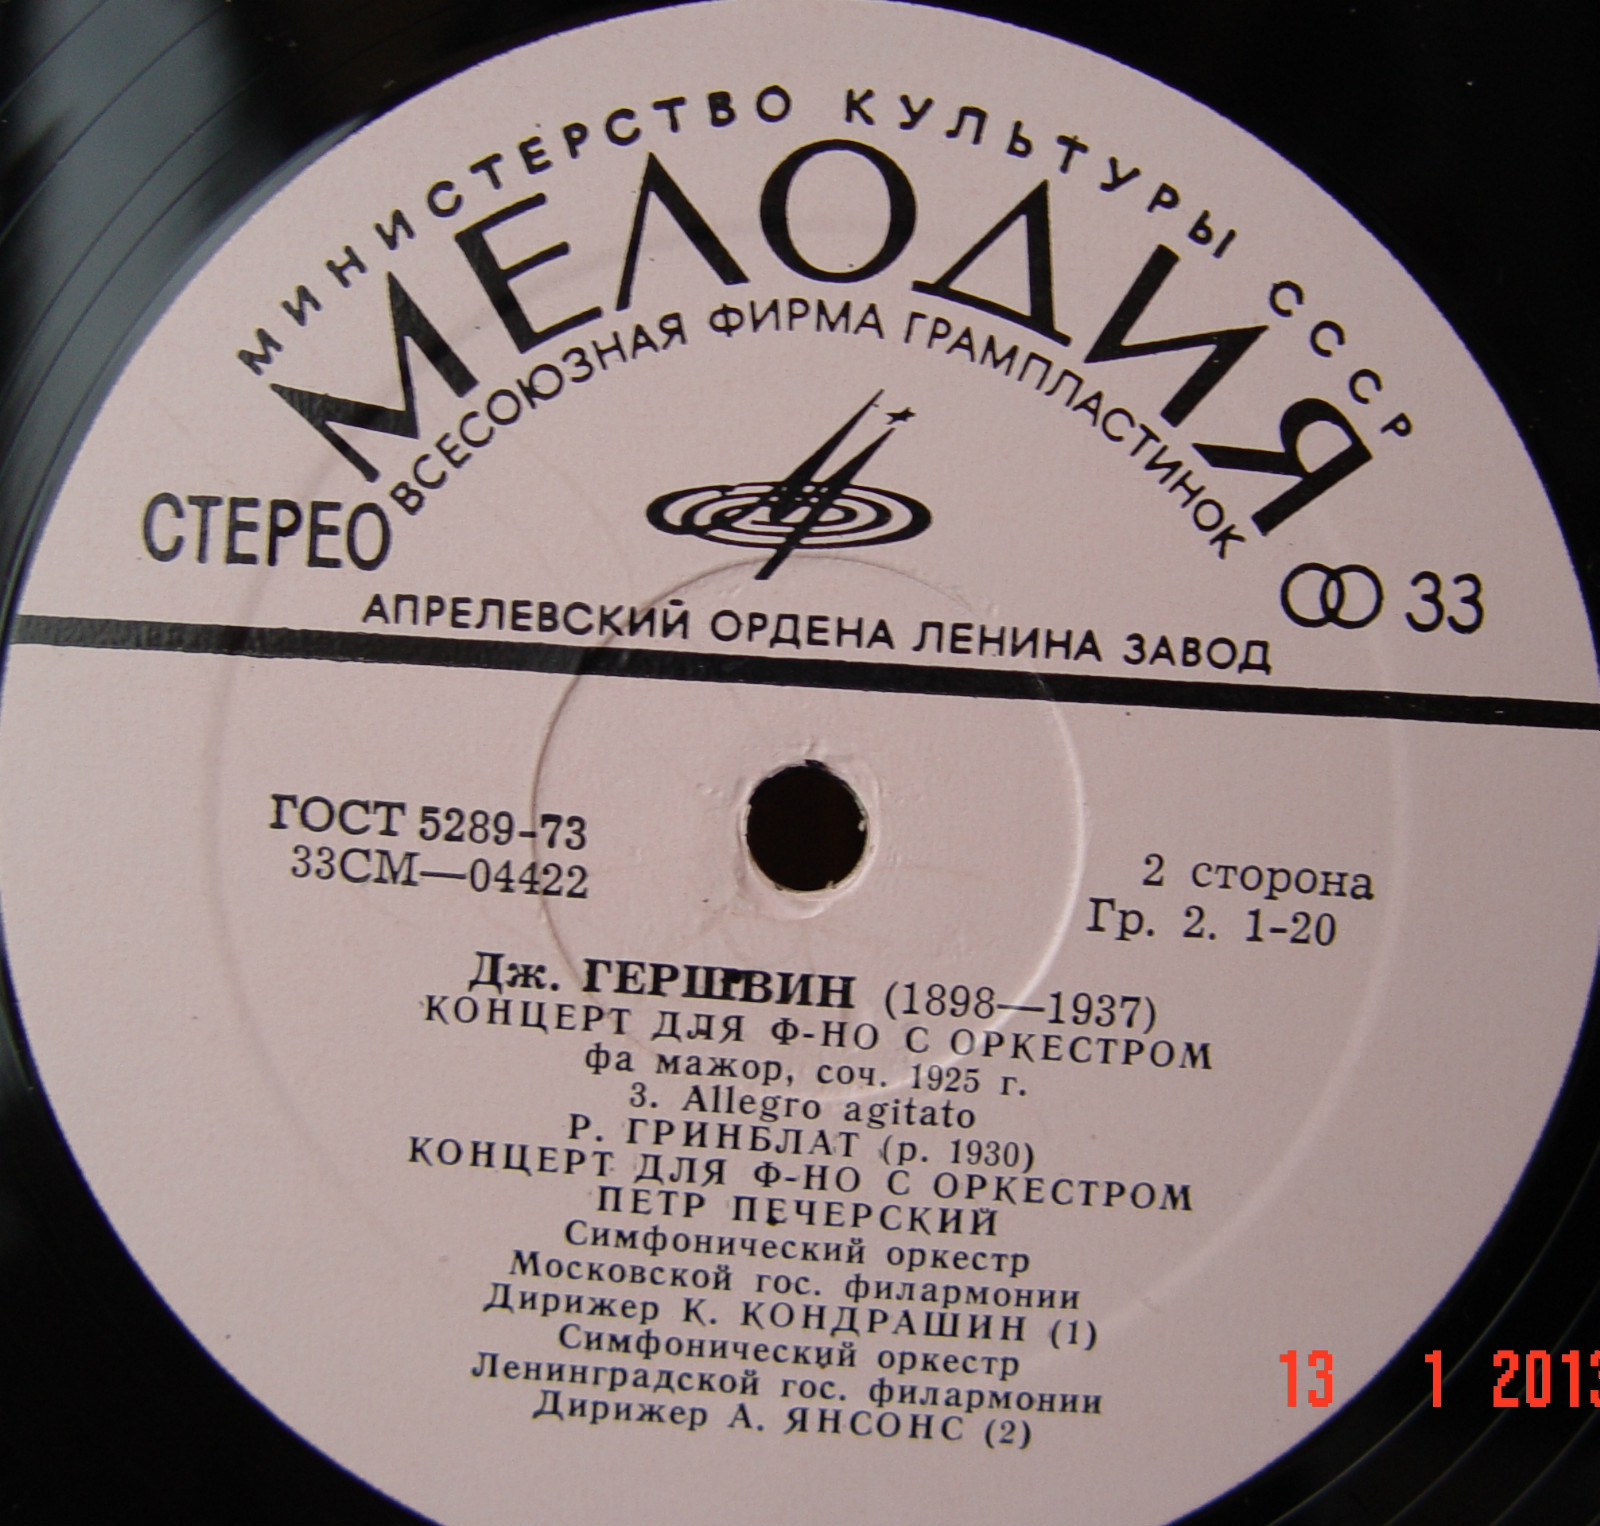 МИНИСТЕРСТВО КУЛЬТУРЫ СССР
МЕЛОДИЯ
ВСЕСОЮЗНАЯ ФИРМА ГРАМПЛАСТИНОК
СТЕРЕО
33
АПРЕЛЕВСКИЙ ОРДЕНА ЛЕНИНА ЗАВОД
ГОСТ 5289-73
33СМ—04422
2 сторона
Гр. 2. 1-20
Дж. ГЕРШВИН (1898—1937)
КОНЦЕРТ ДЛЯ Ф-НО С ОРКЕСТРОМ
фа мажор, соч. 1925 г.
3. Allegro agitato
Р. ГРИНБЛАТ (р. 1930)
КОНЦЕРТ ДЛЯ Ф-НО С ОРКЕСТРОМ
ПЕТР ПЕЧЕРСКИЙ
Симфонический оркестр
Московской гос. филармонии
Дирижер К. КОНДРАШИН (1)
Симфонический оркестр
Ленинградской гос. филармонии
Дирижер А. ЯНСОНС (2)
13 1 2013